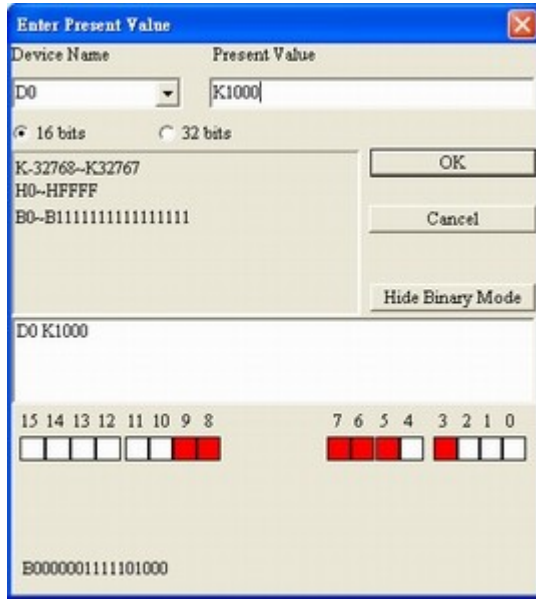 Enter Present Value
Device Name Present Value
D0 K1000
16 bits 32 bits
K-32768~K32767
H0~HFFFF
B0~B1111111111111111
OK
Cancel
Hide Binary Mode
D0 K1000
15 14 13 12 11 10 9 8 7 6 5 4 3 2 1 0
B0000001111101000